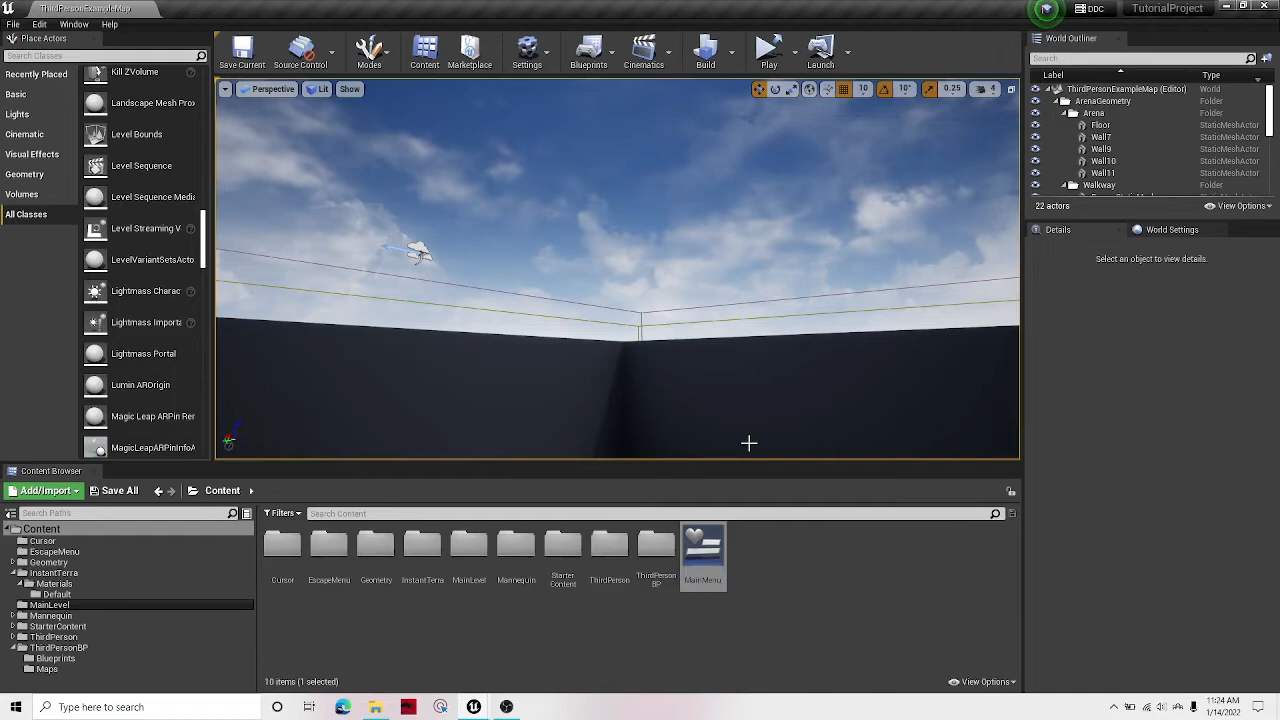 ThirdPersonExampleMap
DC
TutorialProject
File
Edit
Window
Help
Place Actors
Search Classes
Recently Placed
Basic
Lights
Cinematic
Visual Effects
Geometry
Volumes
All Classes
Kill ZVolume
Landscape Mesh Prox
Level Bounds
Level Sequence
Level Sequence Media
Level Streaming V
LevelVariantSetsActo
Lightmass Charac
Lightmass Importa
Lightmass Portal
Lumin AROrigin
Magic Leap ARPin Ren
MagicLeapARPinInfoA
Save Current
Source Control
Modes
Content
Marketplace
Settings
Blueprints
Cinematics
Build
Play
Launch
Perspective
Lit
Show
10
10°
0.25
4
World Outliner
Search...
Label
Type
ThirdPersonExampleMap (Editor)
World
ArenaGeometry
Folder
Arena
Folder
Floor
StaticMeshActor
Wall7
StaticMeshActor
Wall9
StaticMeshActor
Wall10
StaticMeshActor
Wall11
StaticMeshActor
Walkway
Folder
22 actors
View Options
Details
World Settings
Select an object to view details.
Content Browser
Add/Import
Save All
Content
Search Paths
Filters
Search Content
Content
Cursor
EscapeMenu
Geometry
InstantTerra
Materials
Default
MainLevel
Mannequin
StarterContent
ThirdPerson
ThirdPersonBP
Blueprints
Maps
Cursor
EscapeMenu
Geometry
InstantTerra
MainLevel
Mannequin
Starter
Content
ThirdPerson
ThirdPerson
BP
MainMenu
10 items (1 selected)
View Options
Type here to search
11:24 AM
1/14/2022